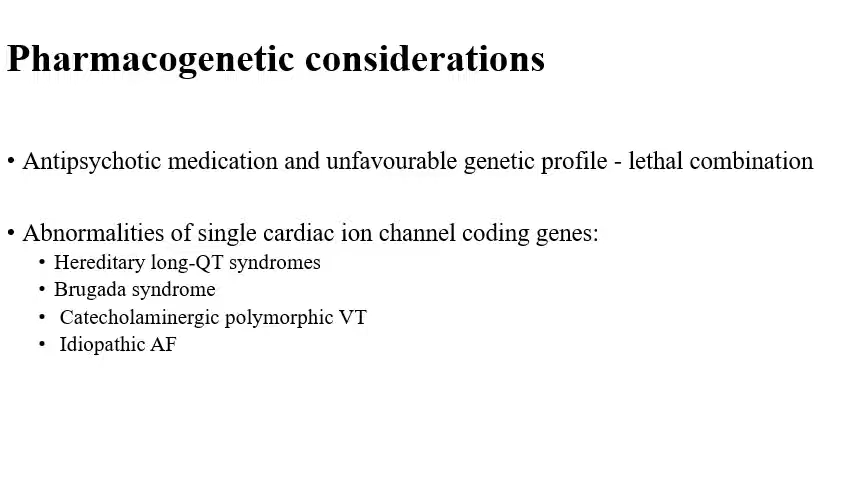 Pharmacogenetic considerations
• Antipsychotic medication and unfavourable genetic profile - lethal combination
• Abnormalities of single cardiac ion channel coding genes:
• Hereditary long-QT syndromes
• Brugada syndrome
• Catecholaminergic polymorphic VT
• Idiopathic AF